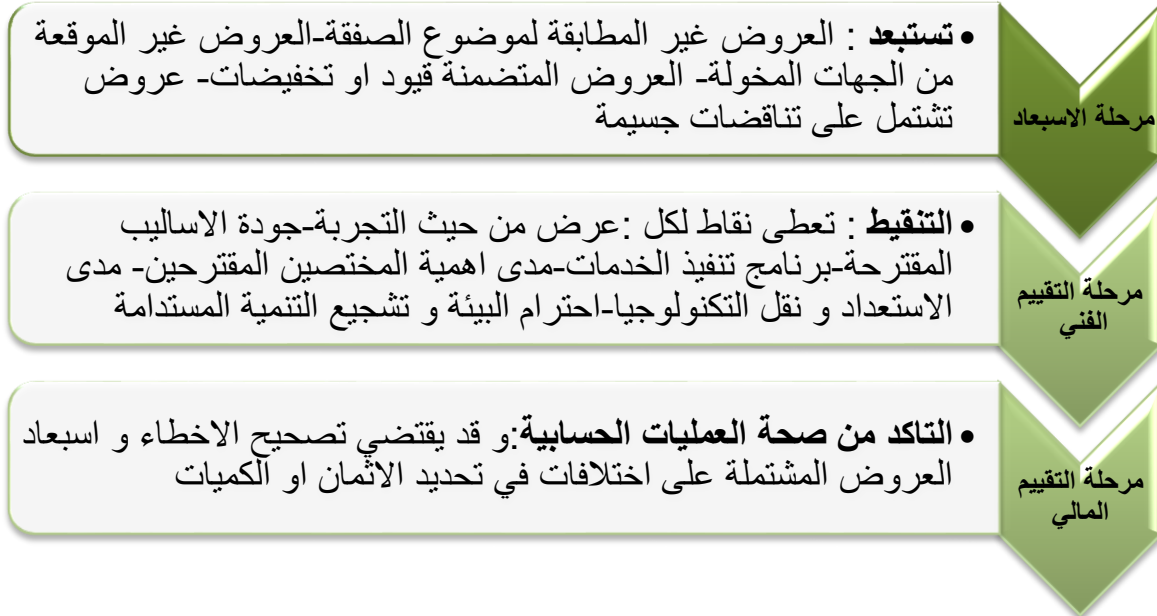 مرحلة الاسبعاد
• تستبعد : العروض غير المطابقة لموضوع الصفقة-العروض غير الموقعة
من الجهات المخولة- العروض المتضمنة قيود او تخفيضات- عروض
تشتمل على تناقضات جسيمة
مرحلة التقييم
الفني
• التنقيط : تعطى نقاط لكل :عرض من حيث التجربة-جودة الاساليب
المقترحة-برنامج تنفيذ الخدمات-مدى اهمية المختصين المقترحين- مدى
الاستعداد و نقل التكنولوجيا-احترام البيئة و تشجيع التنمية المستدامة
مرحلة التقييم
المالي
• التاكد من صحة العمليات الحسابية:و قد يقتضي تصحيح الاخطاء و اسبعاد
العروض المشتملة على اختلافات في تحديد الاثمان او الكميات